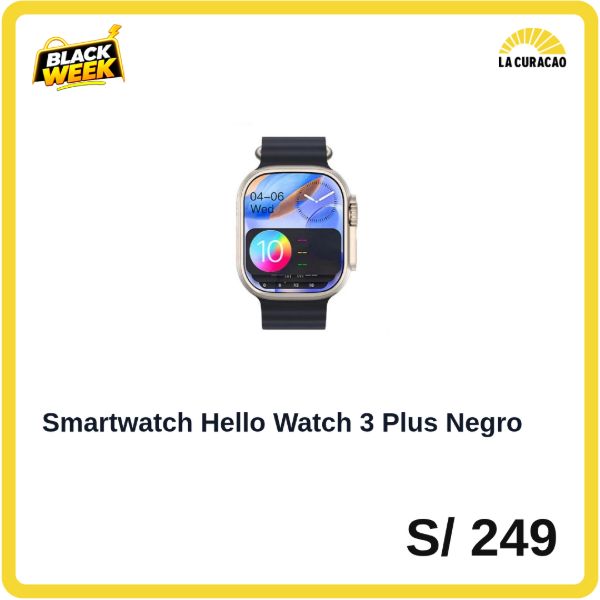 BLACK
WEEK
LA CURACAO
04–06
Wed
10
Smartwatch Hello Watch 3 Plus Negro
S/ 249